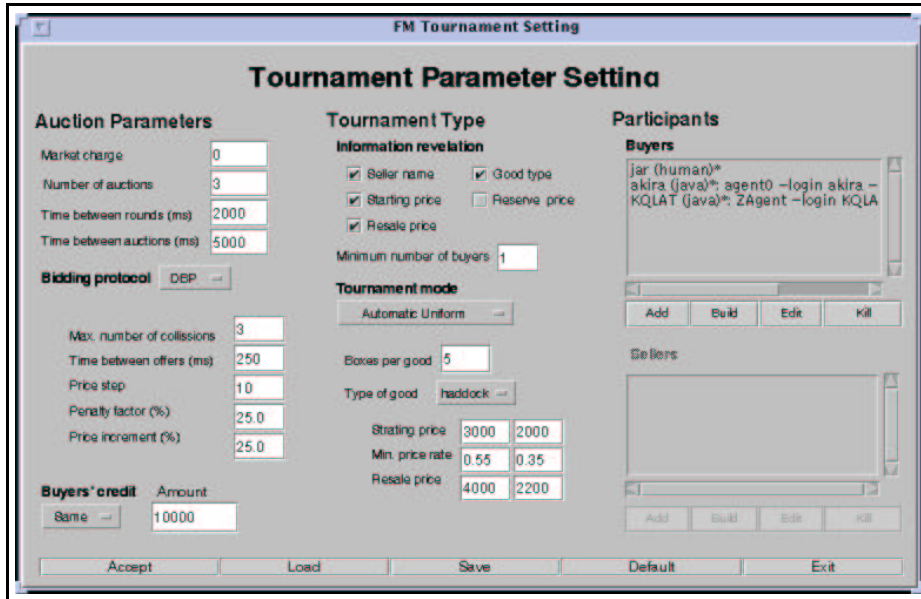 FM Tournament Setting
Tournament Parameter Setting
Auction Parameters
Market charge 0
Number of auctions 3
Time between rounds (ms) 2000
Time between auctions (ms) 5000
Bidding protocol DBP
Max. number of collissions 3
Time between offers (ms) 250
Price step 10
Penalty factor (%) 25.0
Price increment (%) 25.0
Buyers' credit Amount
Same 10000
Tournament Type
Information revelation
Seller name Good type
Starting price Reserve price
Resale price
Minimum number of buyers 1
Tournament mode
Automatic Uniform
Boxes per good 5
Type of good haddock
Strating price 3000 2000
Min. price rate 0.55 0.35
Resale price 4000 2200
Participants
Buyers
jar (human)*
akira (java)*: agent0 –login akira –
KQLAT (java)*: ZAgent –login KQLA
Add Build Edit Kill
Sellers
Add Build Edit Kill
Accept Load Save Default Exit